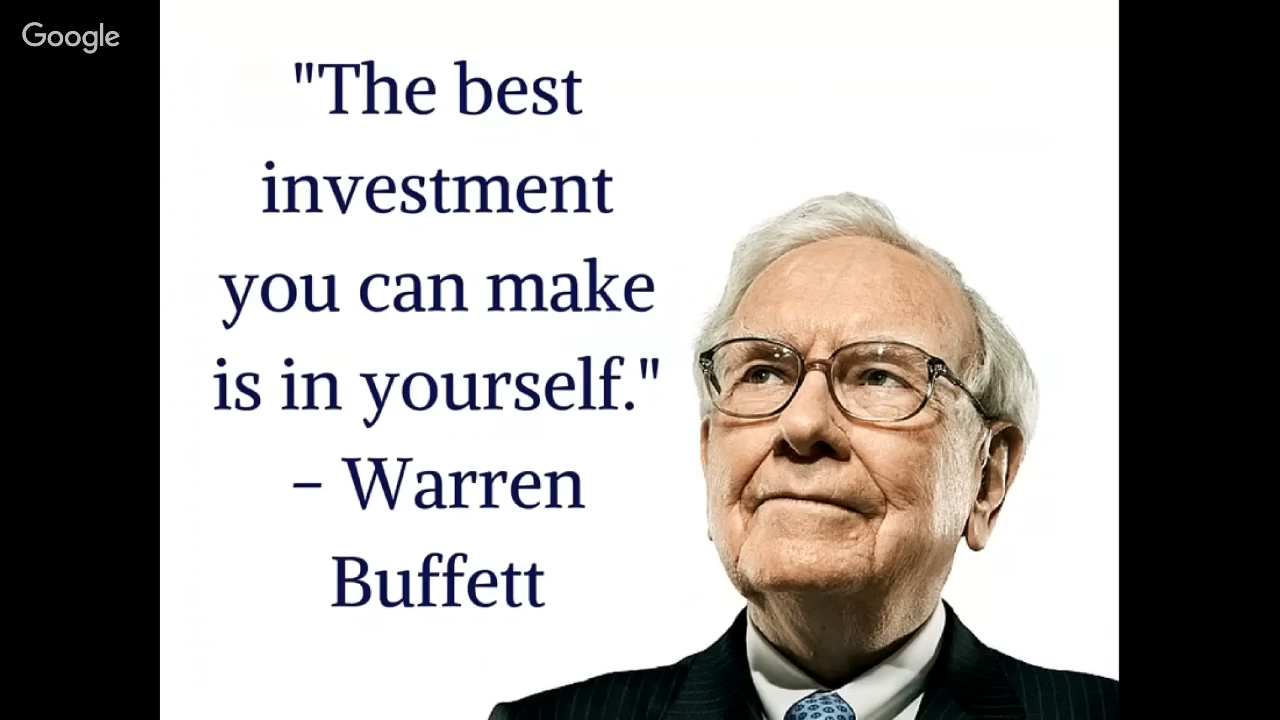 Google
"The best
investment
you can make
is in yourself."
- Warren
Buffett